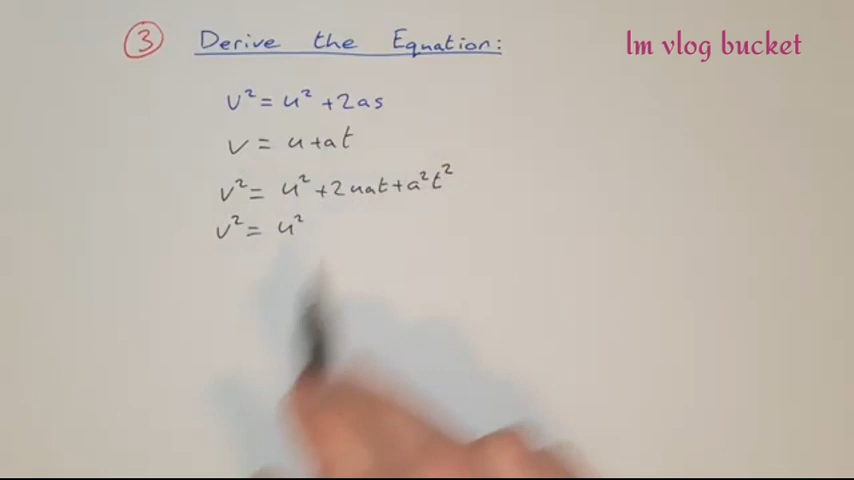 3 Derive the Equation:
lm vlog bucket
v² = u² + 2as
v = u + at
v² = u² + 2uat + a²t²
v² = u²